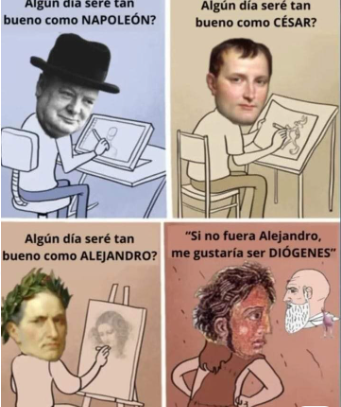 Algún día seré tan
bueno como NAPOLEÓN?
Algún día seré tan
bueno como CÉSAR?
Algún día seré tan
bueno como ALEJANDRO?
“Si no fuera Alejandro,
me gustaría ser DIÓGENES”